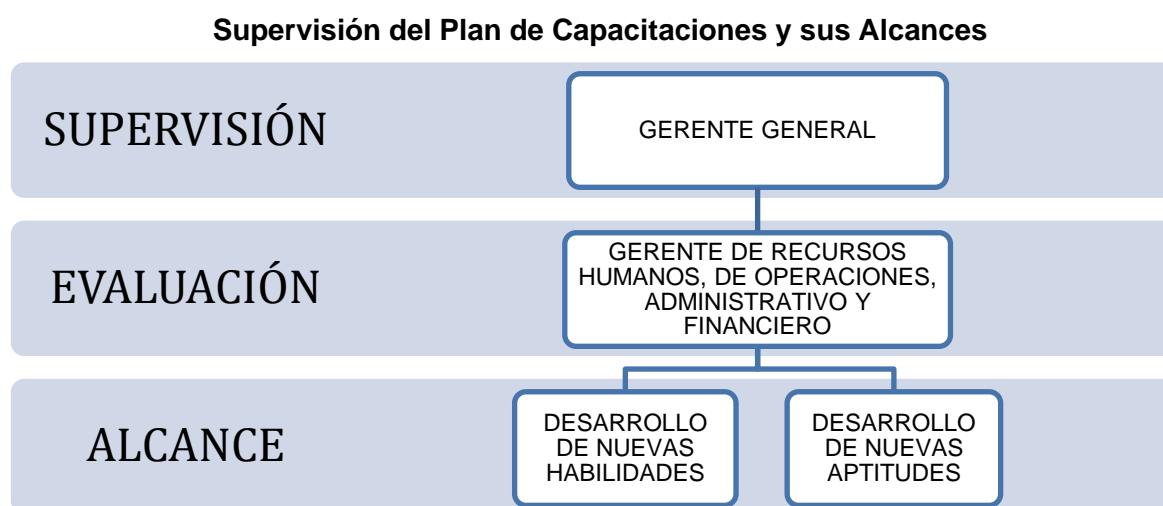 Supervisión del Plan de Capacitaciones y sus Alcances
SUPERVISIÓN
GERENTE GENERAL
EVALUACIÓN
GERENTE DE RECURSOS
HUMANOS, DE OPERACIONES,
ADMINISTRATIVO Y
FINANCIERO
ALCANCE
DESARROLLO
DE NUEVAS
HABILIDADES
DESARROLLO
DE NUEVAS
APTITUDES